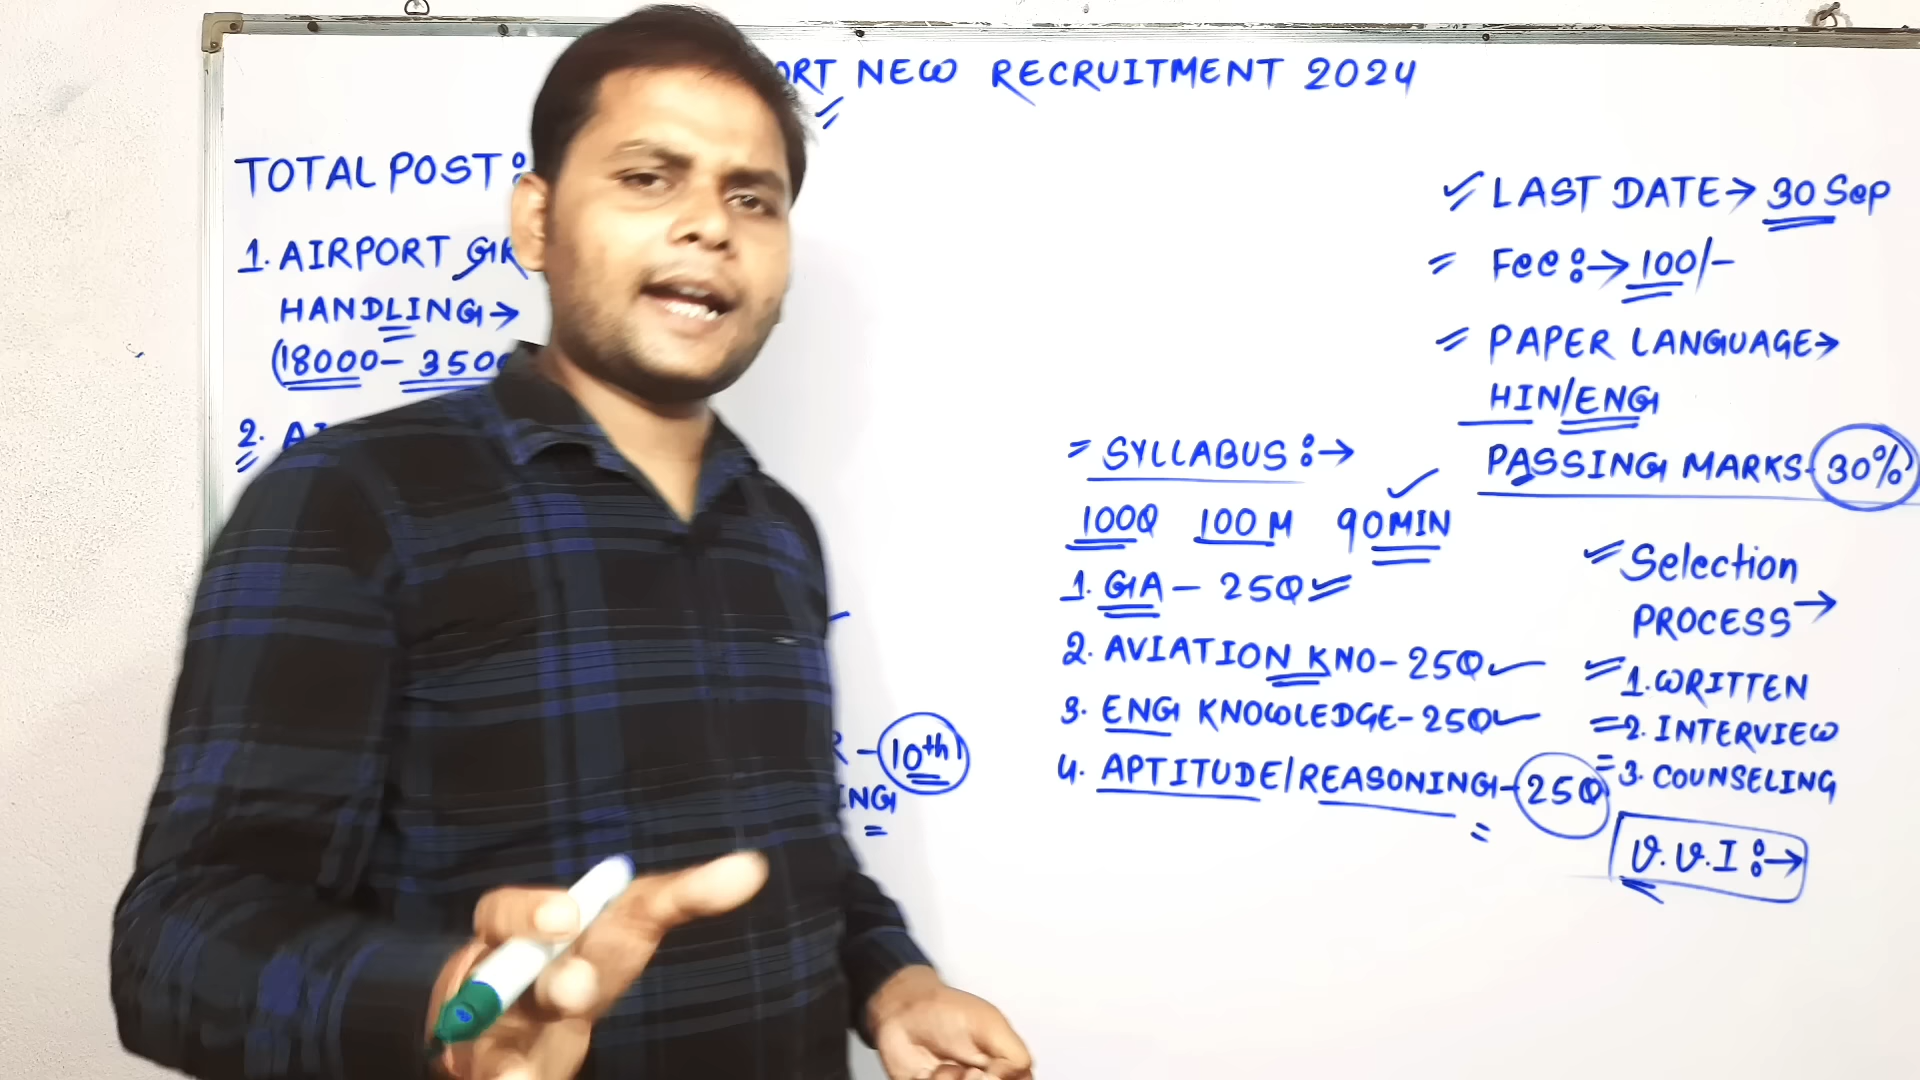 NEW RECRUITMENT 2024
TOTAL POST:
1. AIRPORT
HANDLING→
(18000-
2.
10th
✓ LAST DATE→ 30 Sep
= Fee:→100/-
= PAPER LANGUAGE→
HIN/ENG
PASSING MARKS-30%
= SYLLABUS:→
100Q 100M 90MIN
1. GA- 25Q
2. AVIATION KNO-25Q
3. ENG KNOWLEDGE-25Q
4. APTITUDE/REASONING-25Q
Selection
PROCESS→
1. WRITTEN
2. INTERVIEW
3. COUNSELING
V.V.I:→